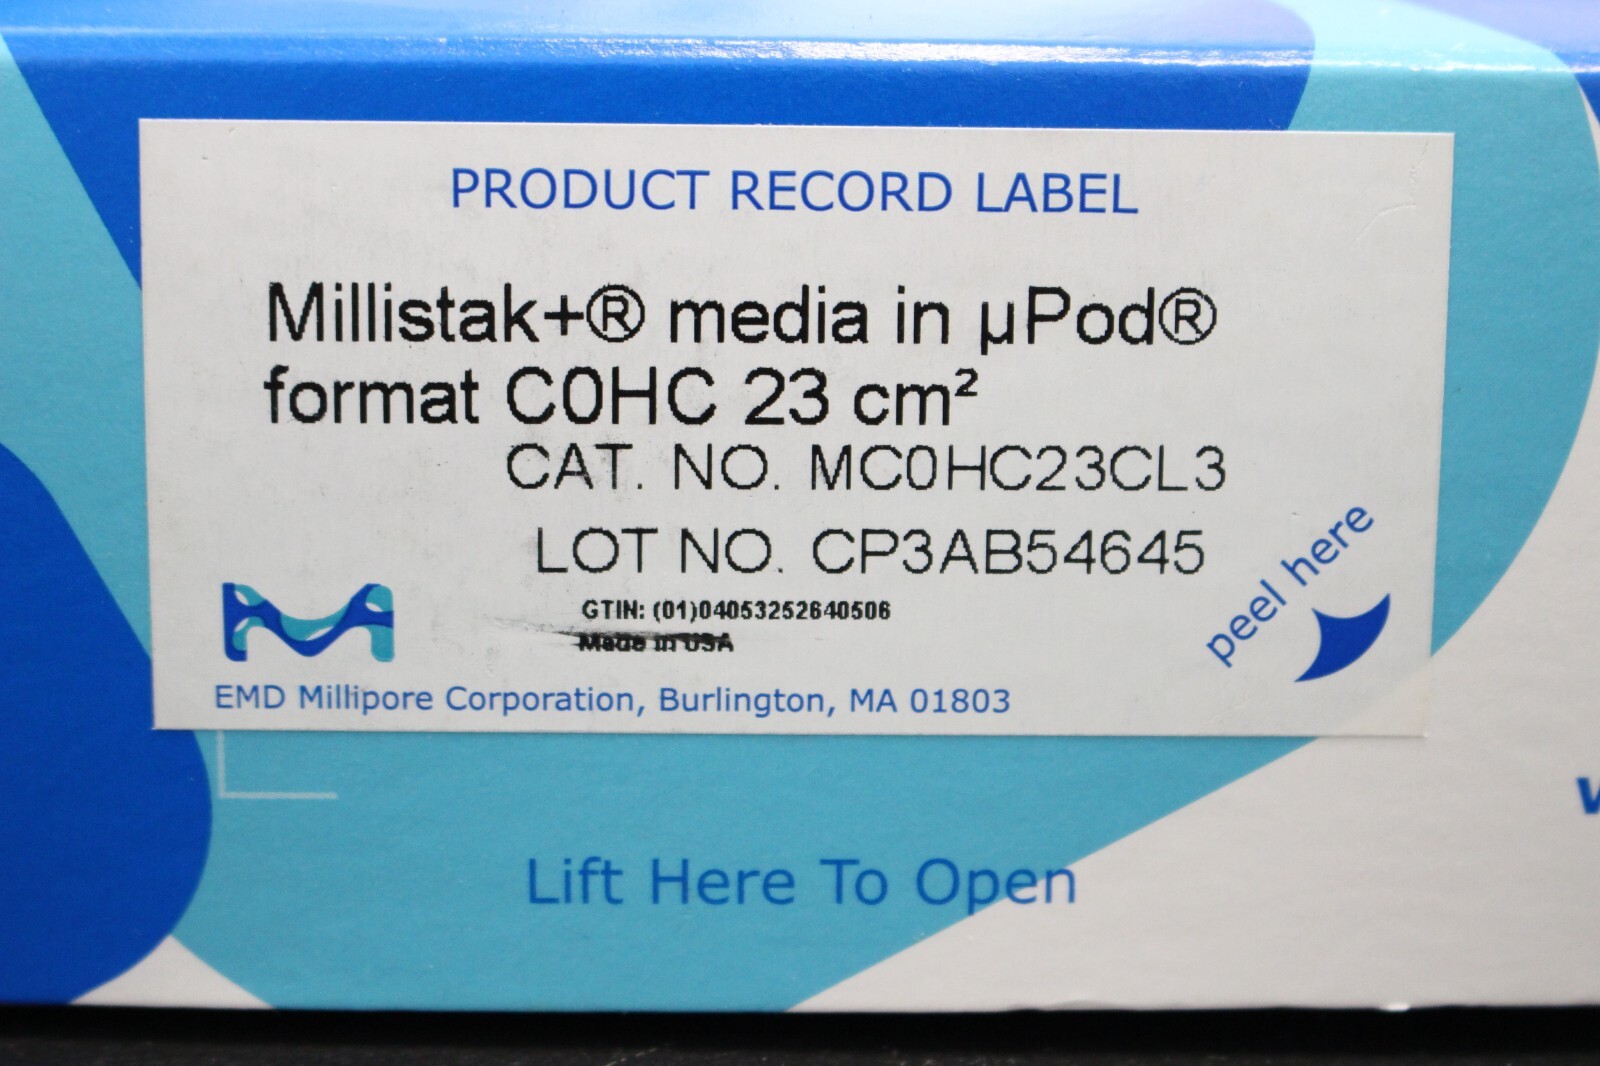 PRODUCT RECORD LABEL
Millistak+® media in µPod®
format C0HC 23 cm²
CAT. NO. MC0HC23CL3
LOT NO. CP3AB54645
GTIN: (01)04053252640506
Made in USA
peel here
EMD Millipore Corporation, Burlington, MA 01803
Lift Here To Open